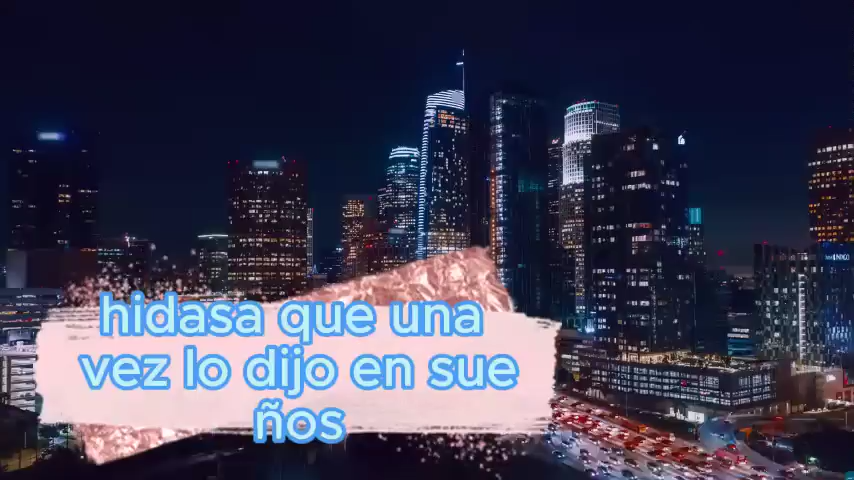 hidasa que una
vez lo dijo en sue
ños